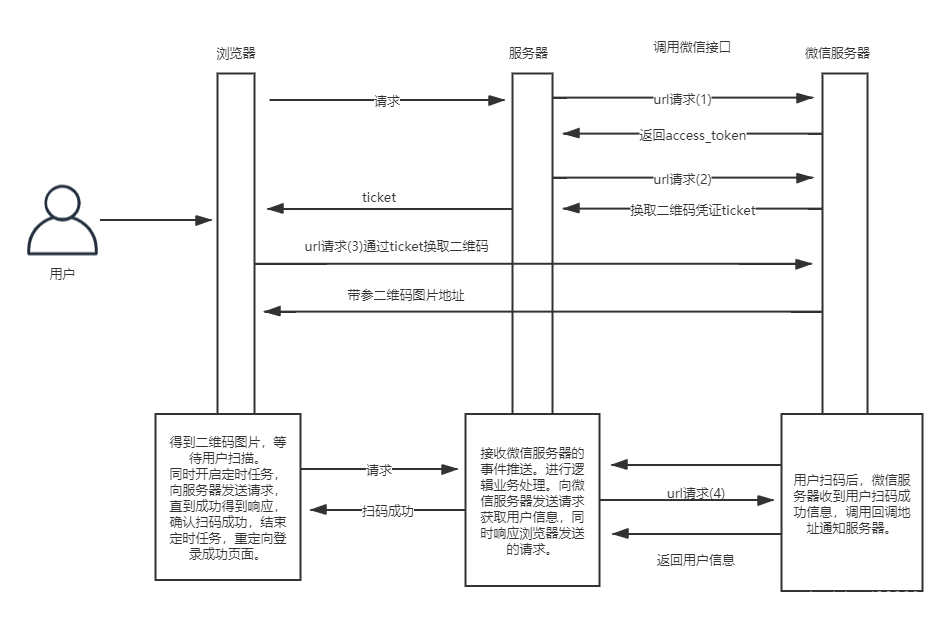 浏览器
服务器
调用微信接口
微信服务器
请求
url请求(1)
返回access_token
url请求(2)
ticket
换取二维码凭证ticket
url请求(3)通过ticket换取二维码
用户
带参二维码图片地址
得到二维码图片，等
待用户扫描。
同时开启定时任务，
向服务器发送请求，
直到成功得到响应，
确认扫码成功，结束
定时任务，重定向登
录成功页面。
请求
扫码成功
接收微信服务器的
事件推送。进行逻
辑业务处理。向微
信服务器发送请求
获取用户信息，同
时响应浏览器发送
的请求。
url请求(4)
返回用户信息
用户扫码后，微信服
务器收到用户扫码成
功信息，调用回调地
址通知服务器。